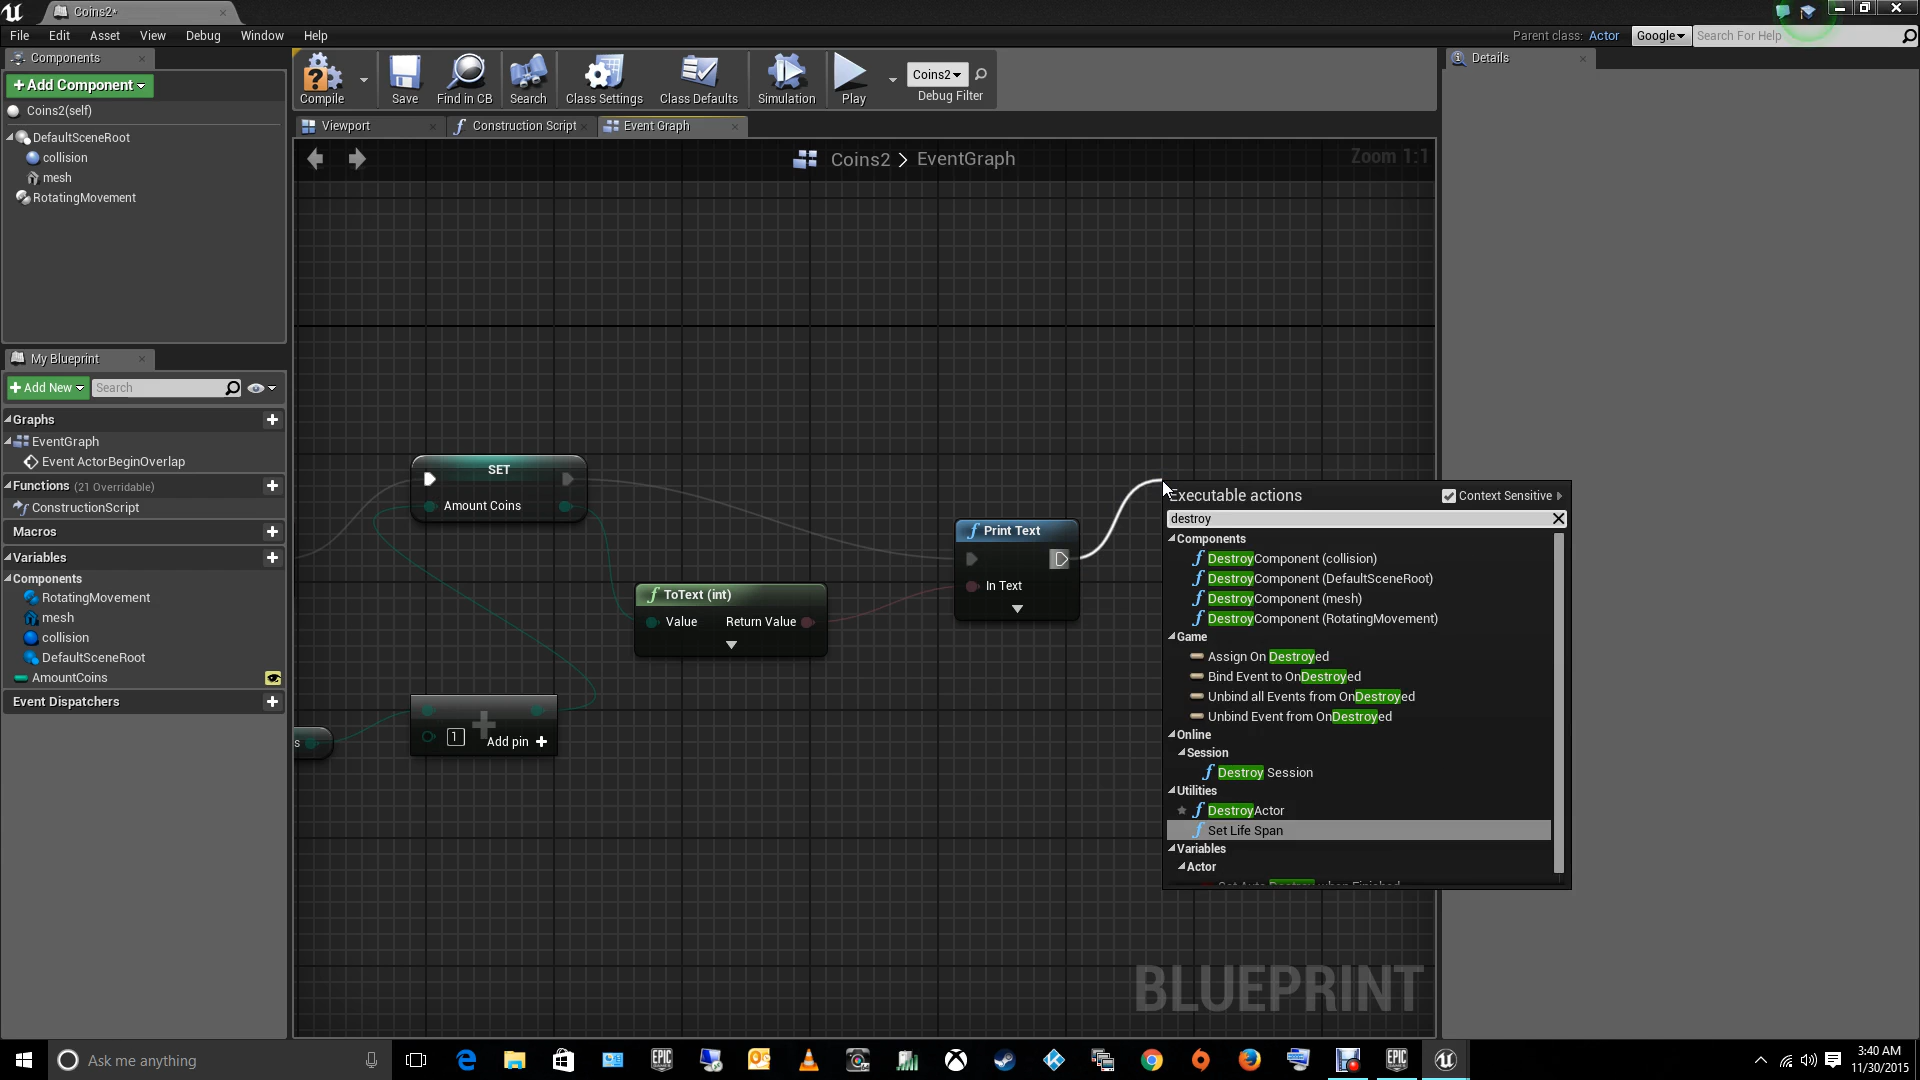 Coins2*
File Edit Asset View Debug Window Help
Parent class: Actor Google Search For Help
Components
Add Component
Coins2(self)
DefaultSceneRoot
collision
mesh
RotatingMovement
Compile Save Find in CB Search Class Settings Class Defaults Simulation Play
Coins2
Debug Filter
Details
Viewport Construction Script Event Graph
Coins2 > EventGraph
Zoom 1:1
My Blueprint
Add New Search
Graphs
EventGraph
Event ActorBeginOverlap
Functions (21 Overridable)
ConstructionScript
Macros
Variables
Components
RotatingMovement
mesh
collision
DefaultSceneRoot
AmountCoins
Event Dispatchers
SET
Amount Coins
ToText (int)
Value Return Value
Print Text
In Text
s
1
Add pin
Executable actions Context Sensitive
destroy
Components
DestroyComponent (collision)
DestroyComponent (DefaultSceneRoot)
DestroyComponent (mesh)
DestroyComponent (RotatingMovement)
Game
Assign On Destroyed
Bind Event to OnDestroyed
Unbind all Events from OnDestroyed
Unbind Event from OnDestroyed
Online
Session
Destroy Session
Utilities
DestroyActor
Set Life Span
Variables
Actor
Set Auto Destroy when Finished
BLUEPRINT
Ask me anything
3:40 AM
11/30/2015